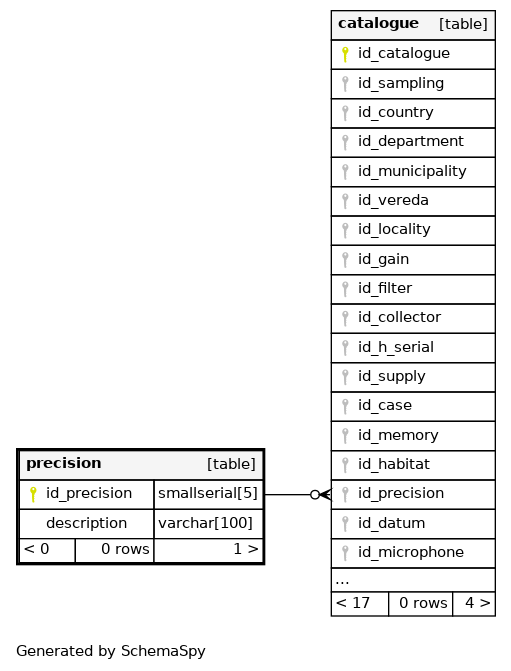 catalogue [table]
id_catalogue
id_sampling
id_country
id_department
id_municipality
id_vereda
id_locality
id_gain
id_filter
id_collector
id_h_serial
id_supply
id_case
id_memory
id_habitat
id_precision
id_datum
id_microphone
...
< 17 0 rows 4 >
precision [table]
id_precision smallserial[5]
description varchar[100]
< 0 0 rows 1 >
Generated by SchemaSpy